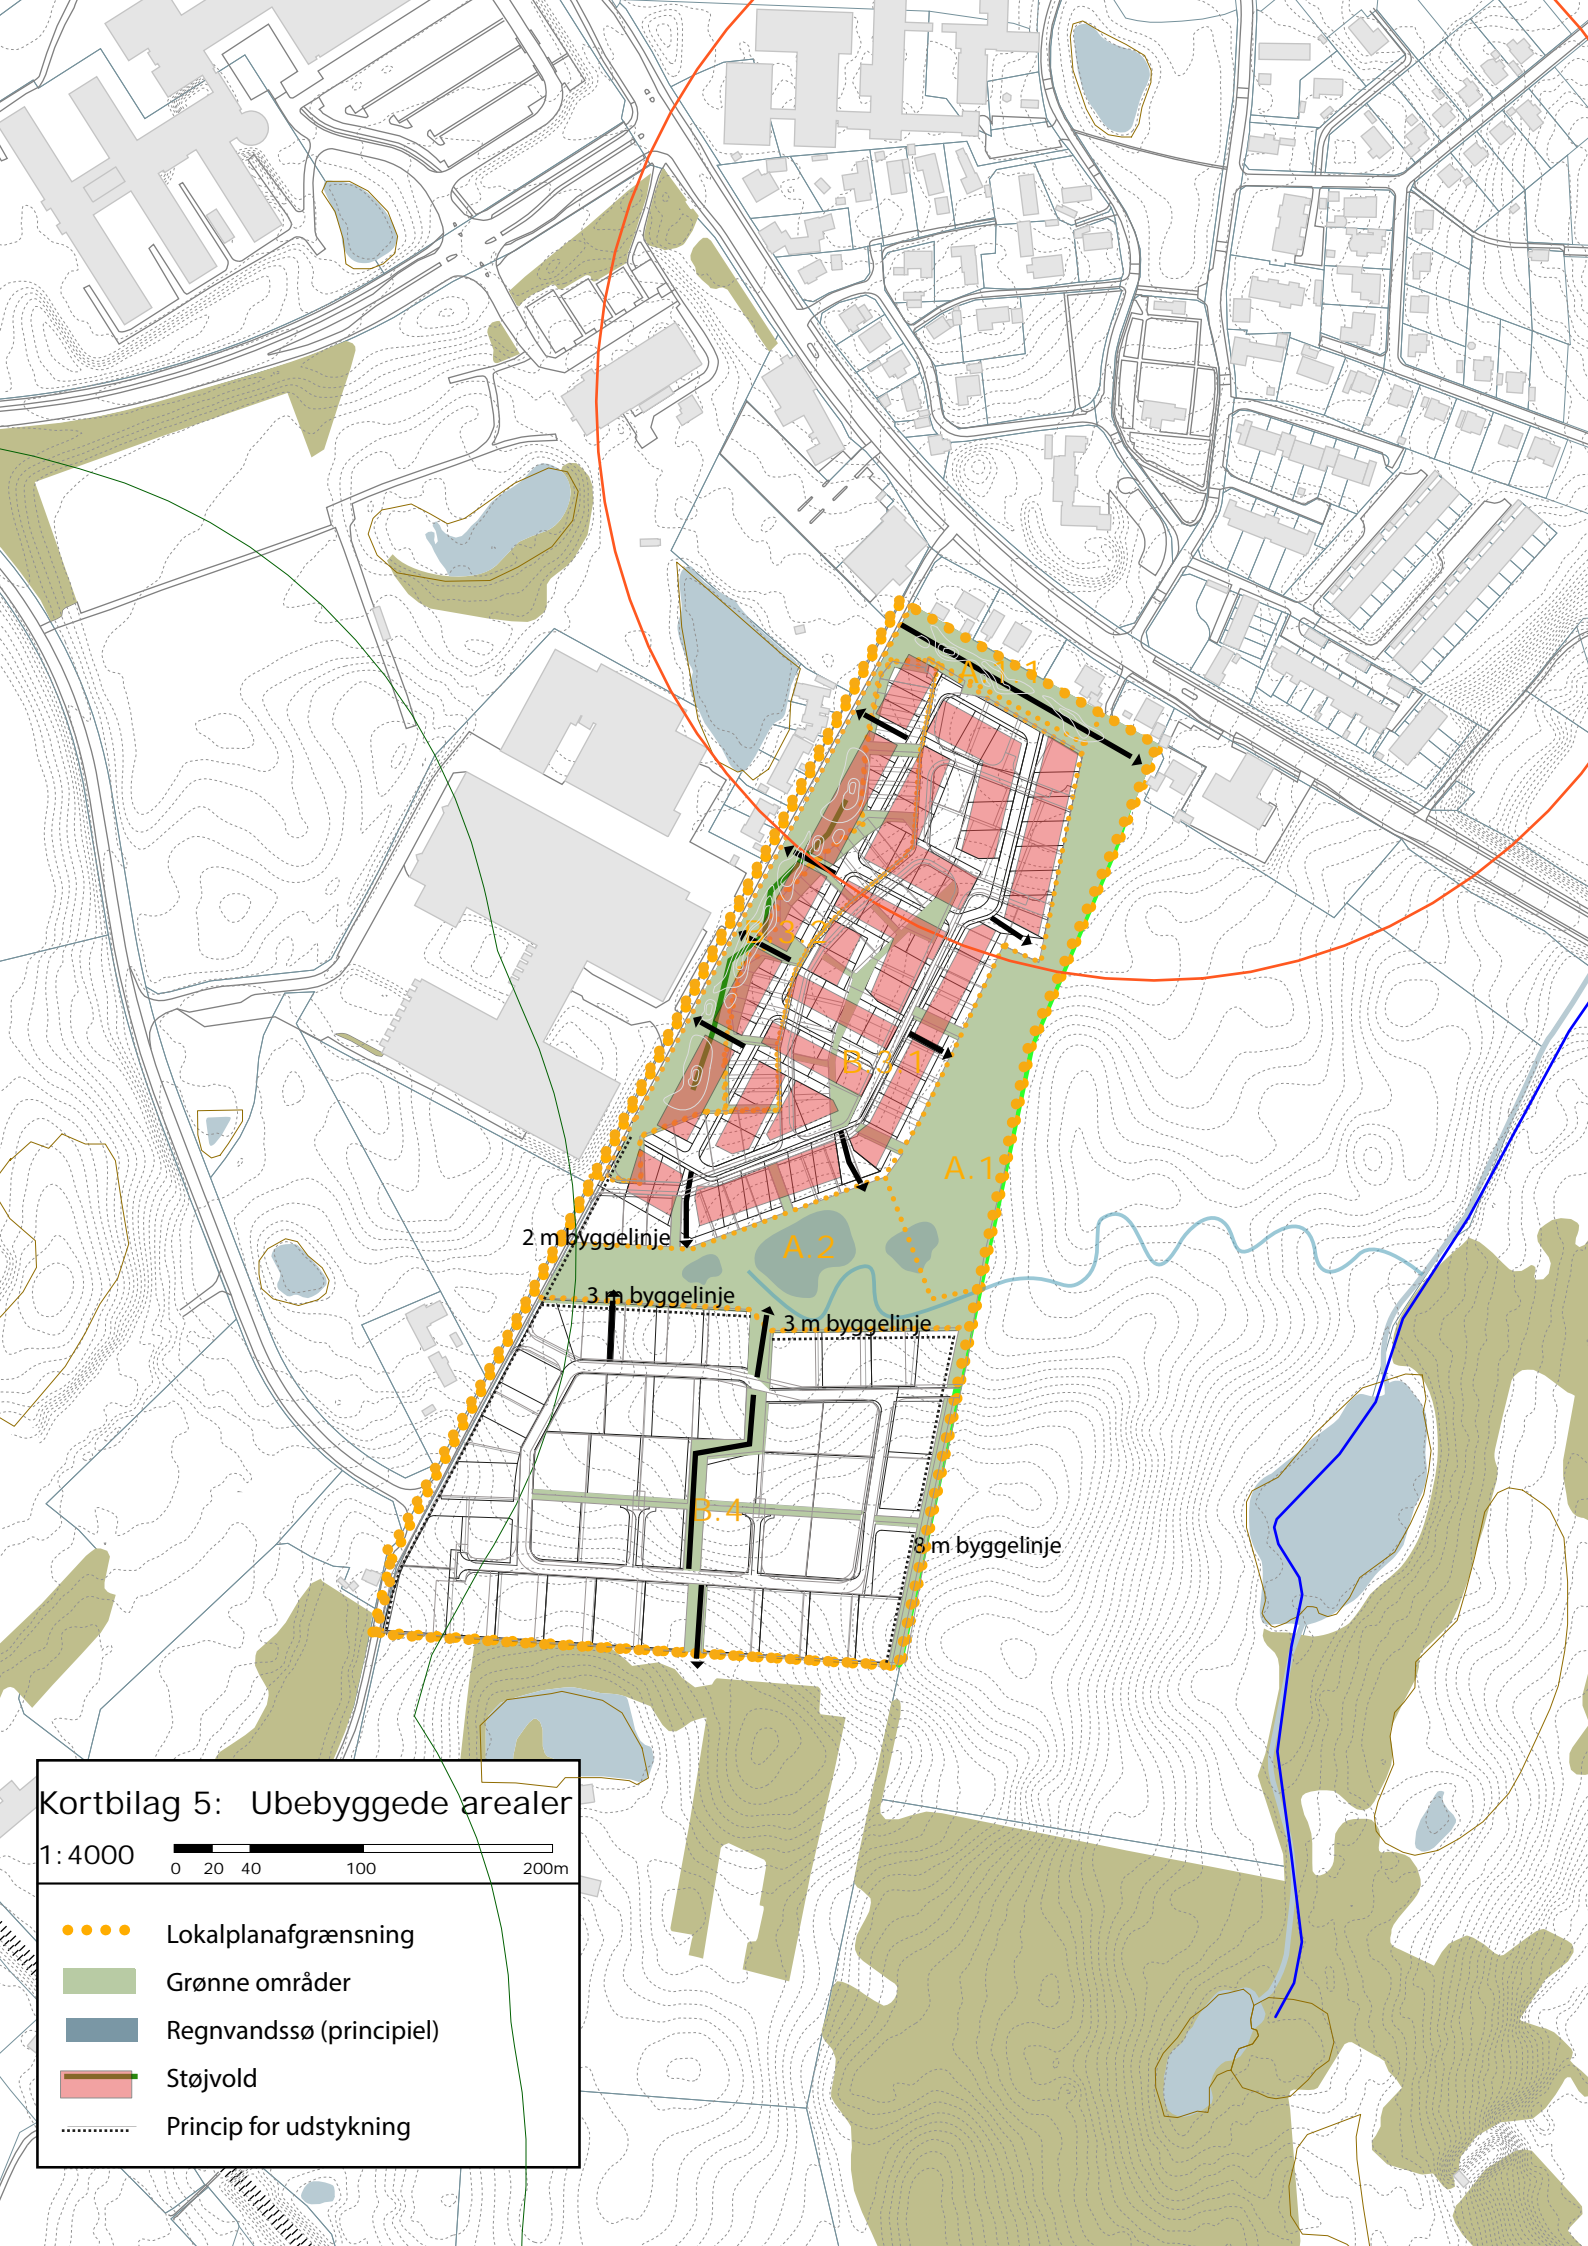 A.1.1
B.3.2
B.3.1
A.1
2 m byggelinje
A.2
3 m byggelinje
3 m byggelinje
B.4
8 m byggelinje
Kortbilag 5: Ubebyggede arealer
1:4000
0 20 40 100 200m
Lokalplanafgrænsning
Grønne områder
Regnvandssø (principiel)
Støjvold
Princip for udstykning